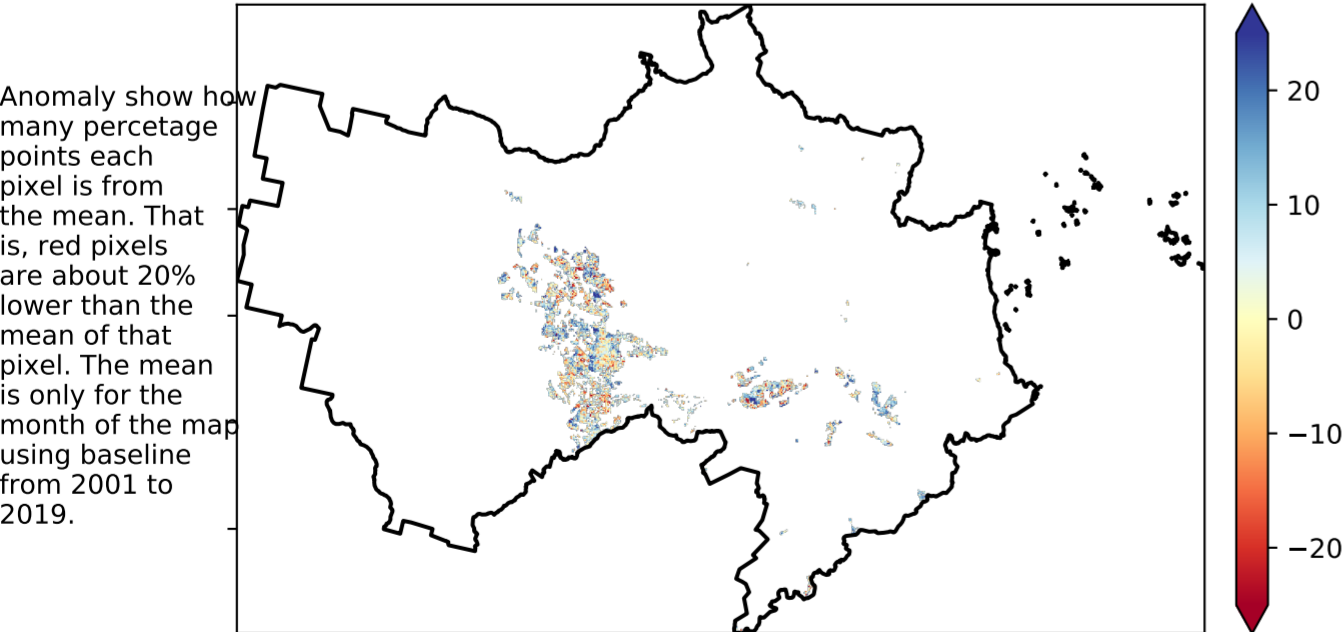 Anomaly show how
many percetage
points each
pixel is from
the mean. That
is, red pixels
are about 20%
lower than the
mean of that
pixel. The mean
is only for the
month of the map
using baseline
from 2001 to
2019.
20
10
0
−10
−20